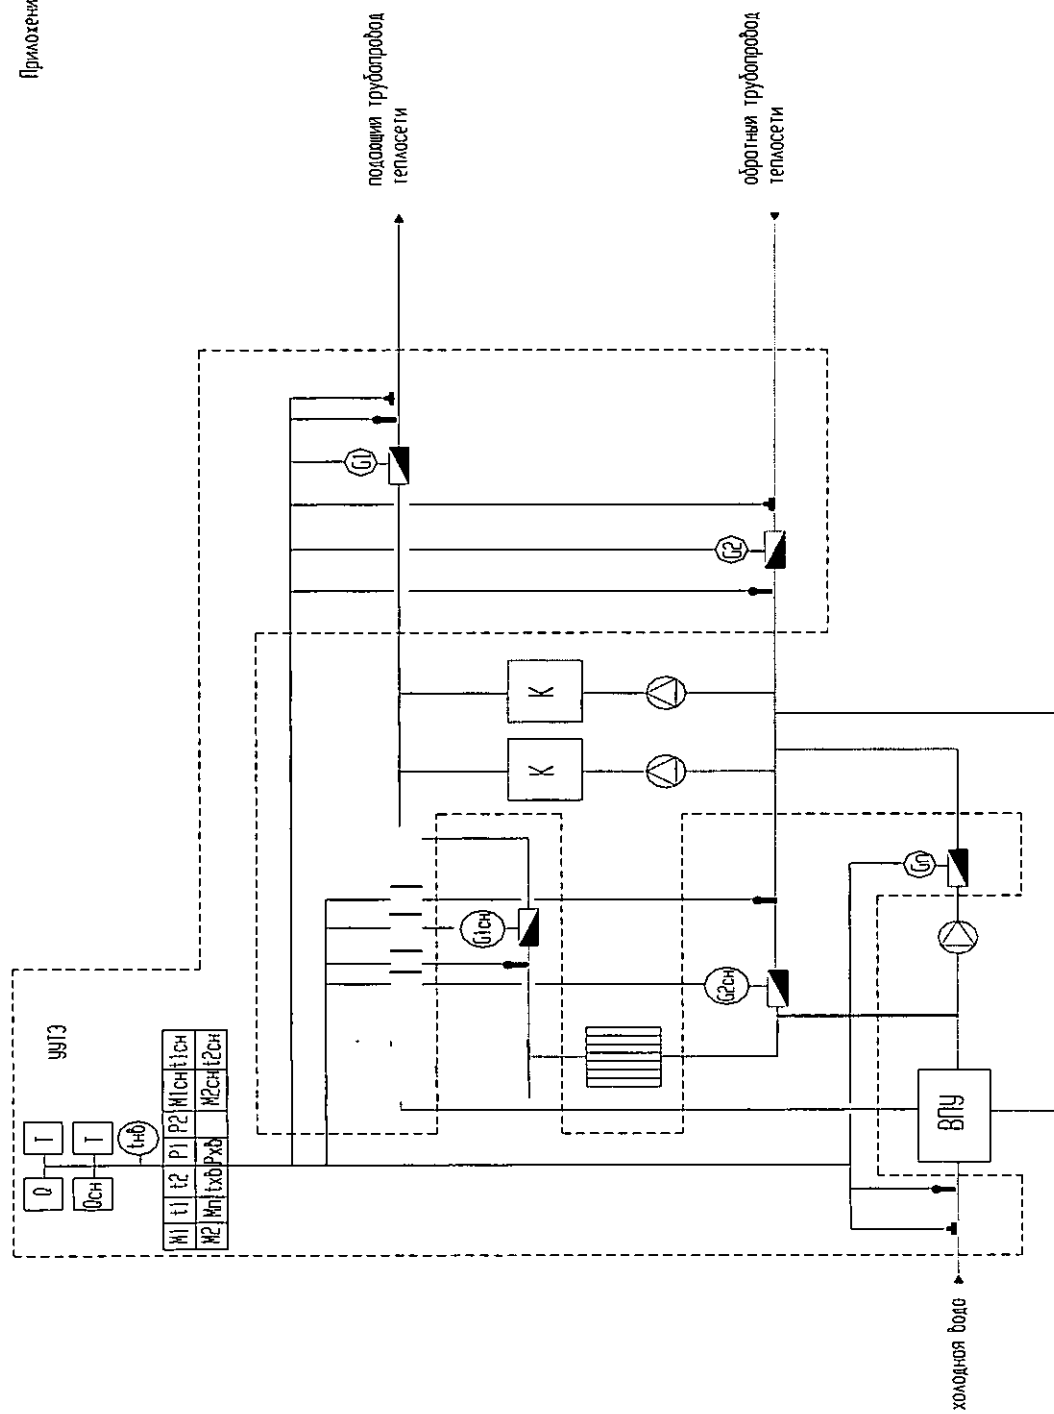 Приложени
подающий трубопровод
теплосети
обратный трубопровод
теплосети
G1
G2
K
K
Gп
G1сн
G2сн
УУТЭ
Q T
Qсн T
tнв
M1 t1 t2 P1 P2 M1сн t1сн
M2 Mп tхв Pхв M2сн t2сн
ВПУ
холодная вода